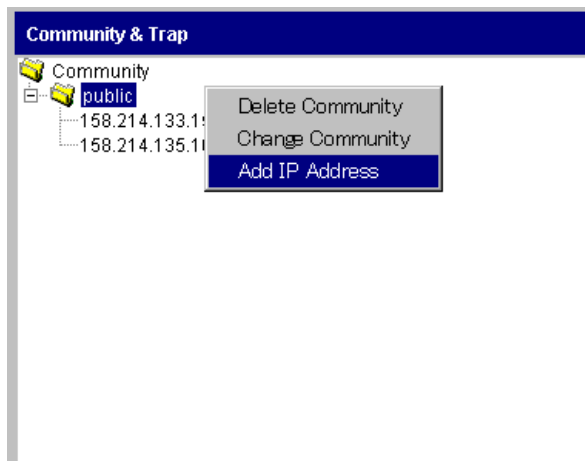 Community & Trap
Community
public
Delete Community
Change Community
Add IP Address